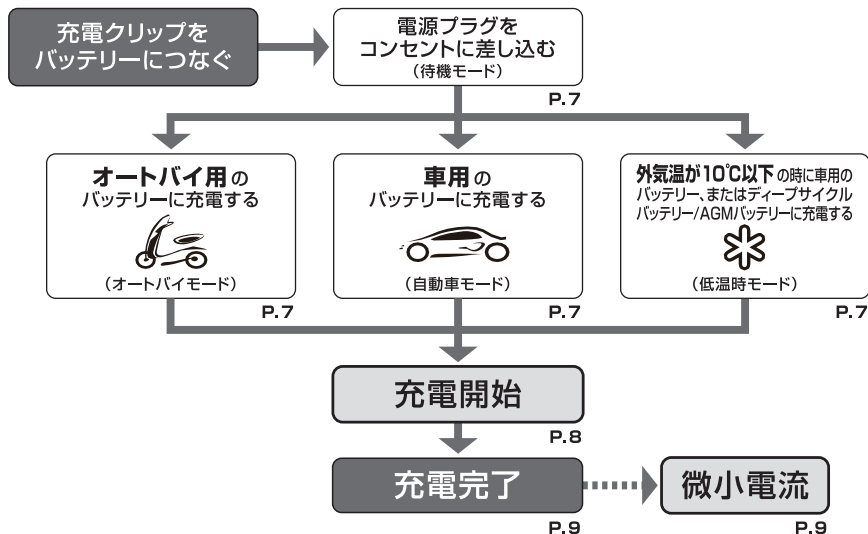 充電クリップを
バッテリーにつなぐ
電源プラグを
コンセントに差し込む
(待機モード)
P.7
オートバイ用の
バッテリーに充電する
(オートバイモード)
P.7
車用の
バッテリーに充電する
(自動車モード)
P.7
外気温が10℃以下の時に車用の
バッテリー、またはディープサイクル
バッテリー/AGMバッテリーに充電する
(低温時モード)
P.7
充電開始
P.8
充電完了
P.9
微小電流
P.9